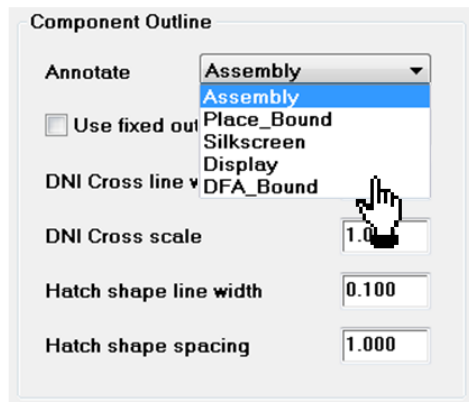 Component Outline
Annotate Assembly
Assembly
Place_Bound
Use fixed
Silkscreen
Display
DNI Cross line
DFA_Bound
DNI Cross scale
Hatch shape line width 0.100
Hatch shape spacing 1.000